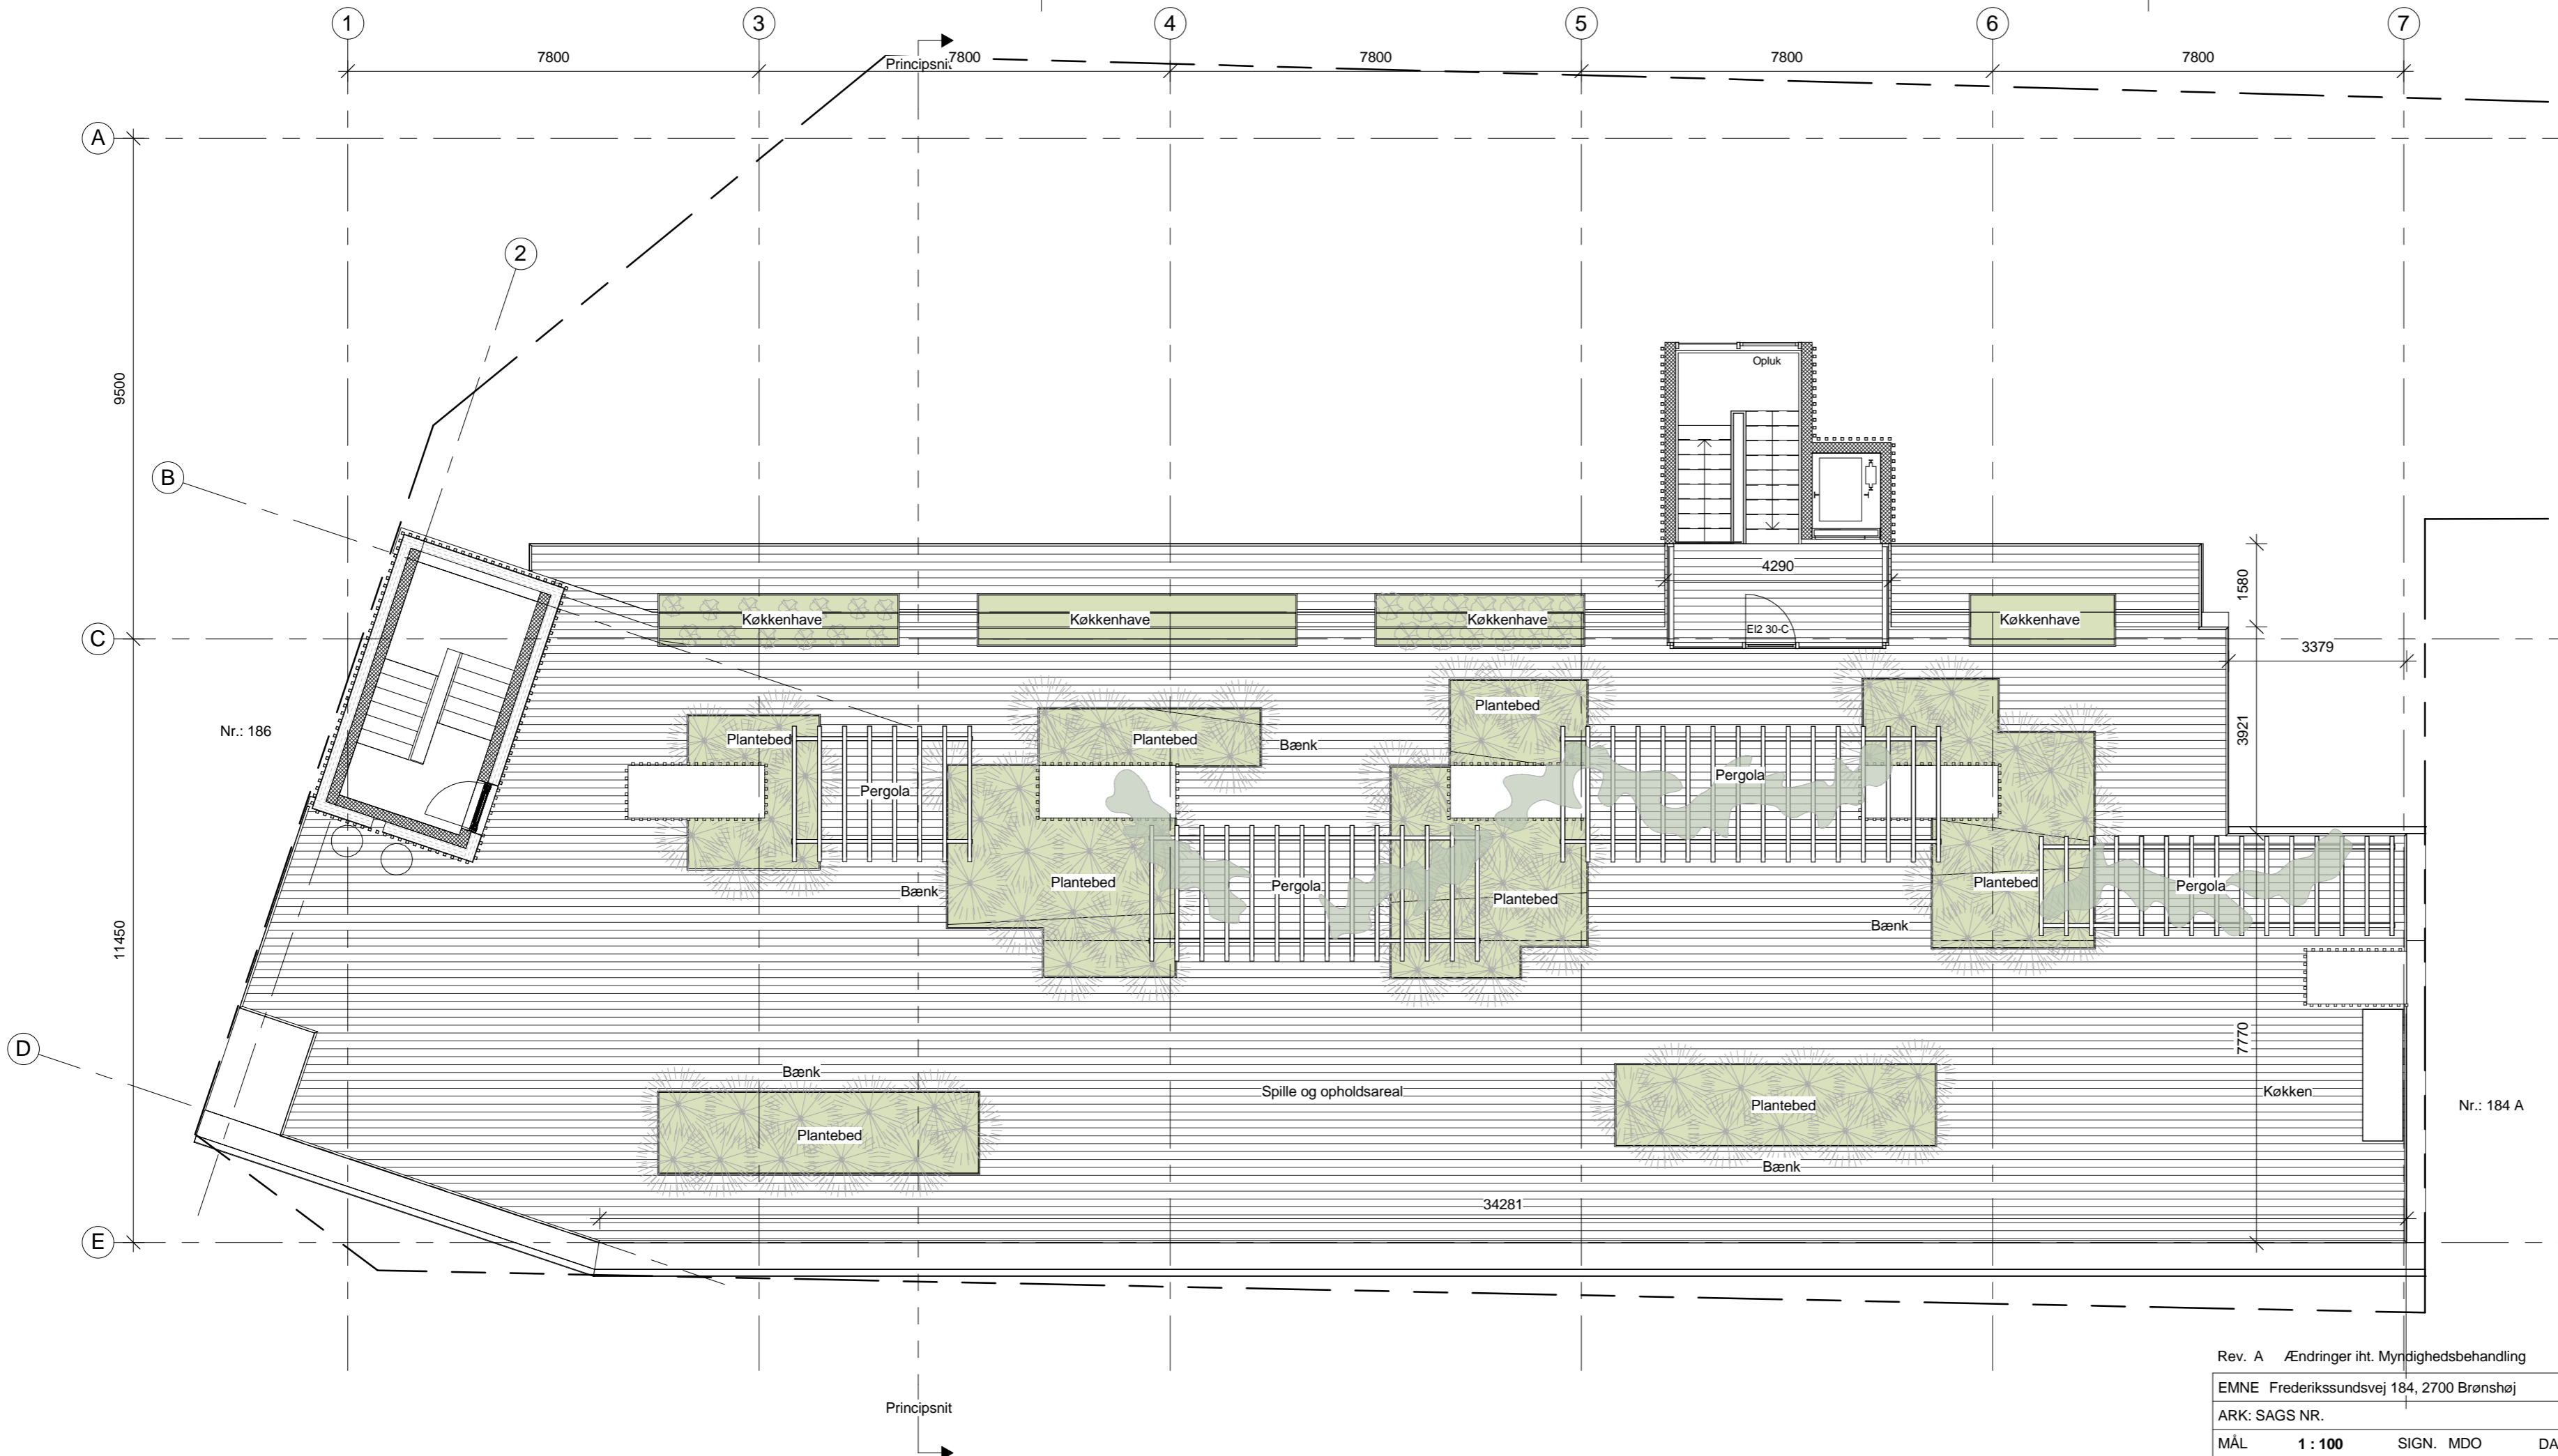 1
3
4
5
6
7
7800
Principsnit
7800
7800
7800
7800
A
2
Opluk
9500
B
4290
1580
Køkkenhave
Køkkenhave
Køkkenhave
EI2 30-C
Køkkenhave
C
3379
Plantebed
Nr.: 186
3921
Plantebed
Plantebed
Bænk
Pergola
Pergola
Plantebed
Pergola
Bænk
Plantebed
Plantebed
Pergola
Bænk
11450
7770
D
Bænk
Spille og opholdsareal
Plantebed
Køkken
Nr.: 184 A
Plantebed
Bænk
34281
E
Principsnit
Rev. A Ændringer iht. Myndighedsbehandling
EMNE Frederikssundsvej 184, 2700 Brønshøj
ARK: SAGS NR.
MÅL 1 : 100 SIGN. MDO DA